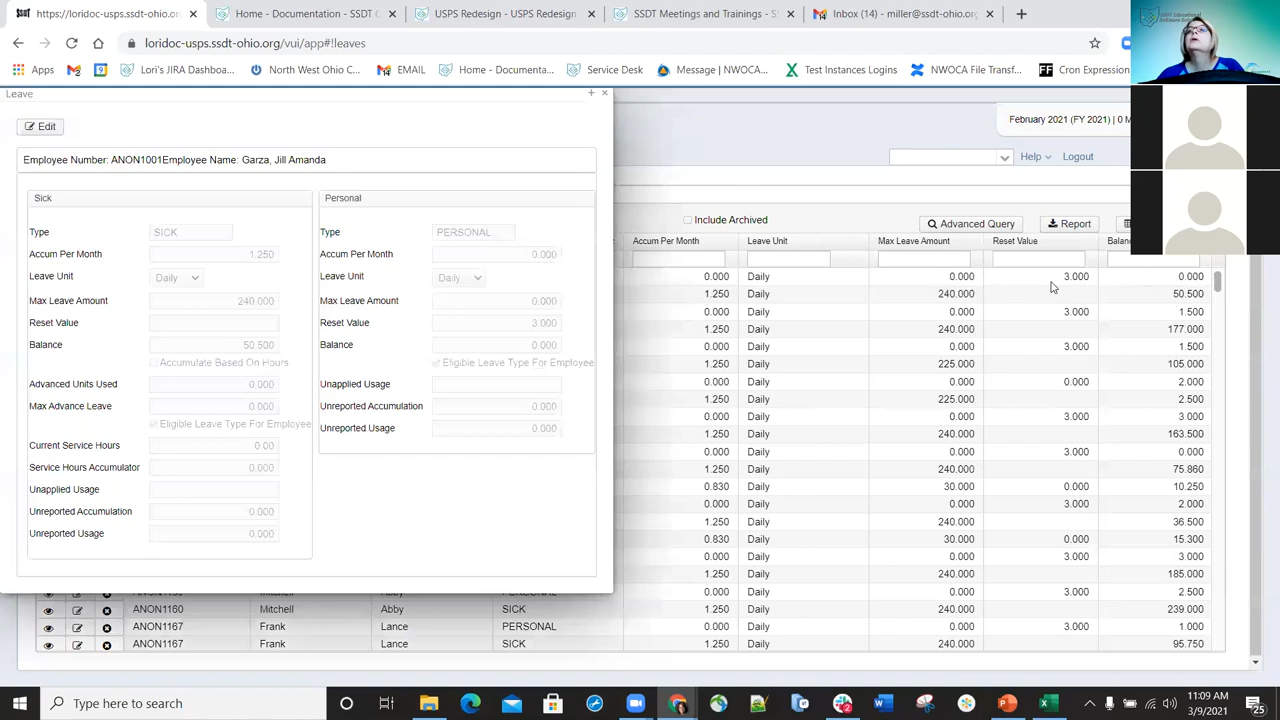 https://loridoc-usps.ssdt-ohio.or
Home - Documentation - SSDT C
USPS Redesign - USPS Redesign
SSDT Meetings and Trainings - S
Inbox (14) - miller@ssdt-ohio.org
loridoc-usps.ssdt-ohio.org/vui/app#!leaves
Apps
Lori's JIRA Dashboa...
North West Ohio C...
EMAIL
Home - Documenta...
Service Desk
Message | NWOCA...
Text Instances Logins
NWOCA File Transf...
Cron Expression
Leave
February 2021 (FY 2021) | 0 M
Edit
Help
Logout
Employee Number: ANON1001Employee Name: Garza, Jill Amanda
Sick
Type SICK
Accum Per Month 1.250
Leave Unit Daily
Max Leave Amount 240.000
Reset Value
Balance 50.500
Accumulate Based On Hours
Advanced Units Used 0.000
Max Advance Leave 0.000
Eligible Leave Type For Employee
Current Service Hours 0.00
Service Hours Accumulator 0.000
Unapplied Usage
Unreported Accumulation 0.000
Unreported Usage 0.000
Personal
Type PERSONAL
Accum Per Month 0.000
Leave Unit Daily
Max Leave Amount 0.000
Reset Value 3.000
Balance 0.000
Eligible Leave Type For Employee
Unapplied Usage
Unreported Accumulation 0.000
Unreported Usage 0.000
Include Archived
Advanced Query
Report
Accum Per Month Leave Unit Max Leave Amount Reset Value Balanc
0.000 Daily 0.000 3.000 0.000
1.250 Daily 240.000 50.500
0.000 Daily 0.000 3.000 1.500
1.250 Daily 240.000 177.000
0.000 Daily 0.000 3.000 1.500
1.250 Daily 225.000 105.000
0.000 Daily 0.000 0.000 2.000
1.250 Daily 225.000 2.500
0.000 Daily 0.000 3.000 3.000
1.250 Daily 240.000 163.500
0.000 Daily 0.000 3.000 0.000
1.250 Daily 240.000 75.860
0.830 Daily 30.000 0.000 10.250
0.000 Daily 0.000 3.000 2.000
1.250 Daily 240.000 36.500
0.830 Daily 30.000 0.000 15.300
0.000 Daily 0.000 3.000 3.000
1.250 Daily 240.000 185.000
0.000 Daily 0.000 3.000 2.500
ANON1160 Mitchell Abby SICK 1.250 Daily 240.000 239.000
ANON1167 Frank Lance PERSONAL 0.000 Daily 0.000 3.000 1.000
ANON1167 Frank Lance SICK 1.250 Daily 240.000 95.750
Type here to search
11:09 AM
3/9/2021
25